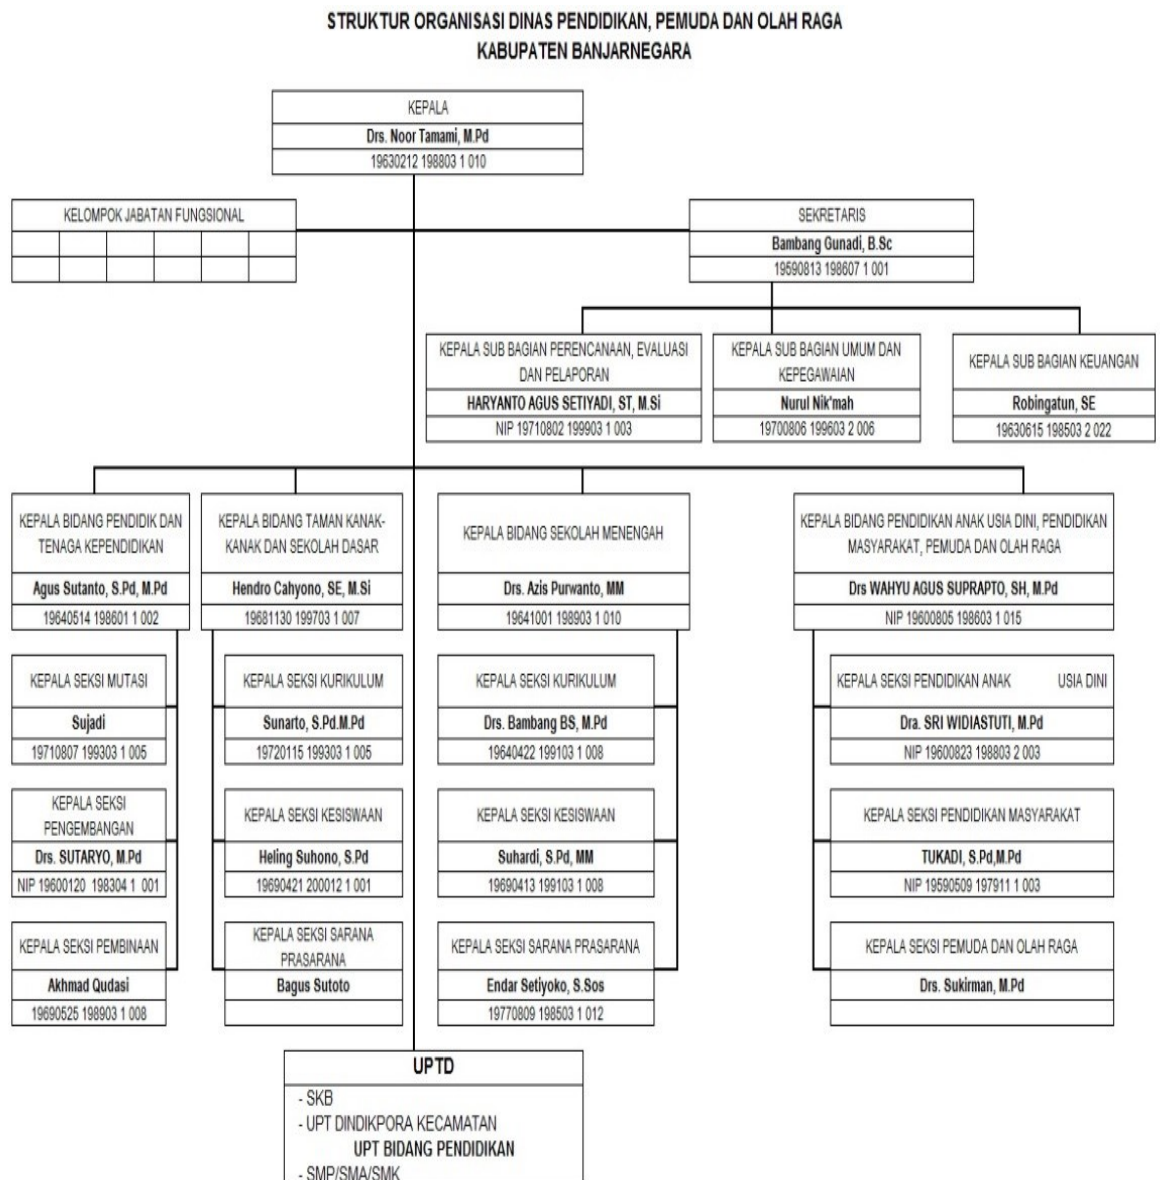 STRUKTUR ORGANISASI DINAS PENDIDIKAN, PEMUDA DAN OLAH RAGA
KABUPATEN BANJARNEGARA
KEPALA
Drs. Noor Tamami, M.Pd
19630212 198803 1 010
KELOMPOK JABATAN FUNGSIONAL
SEKRETARIS
Bambang Gunadi, B.Sc
19590813 198607 1 001
KEPALA SUB BAGIAN PERENCANAAN, EVALUASI
DAN PELAPORAN
HARYANTO AGUS SETIYADI, ST, M.Si
NIP 19710802 199903 1 003
KEPALA SUB BAGIAN UMUM DAN
KEPEGAWAIAN
Nurul Nik'mah
19700806 199603 2 006
KEPALA SUB BAGIAN KEUANGAN
Robingatun, SE
19630615 198503 2 022
KEPALA BIDANG PENDIDIK DAN
TENAGA KEPENDIDIKAN
Agus Sutanto, S.Pd, M.Pd
19640514 198601 1 002
KEPALA BIDANG TAMAN KANAK-
KANAK DAN SEKOLAH DASAR
Hendro Cahyono, SE, M.Si
19681130 199703 1 007
KEPALA BIDANG SEKOLAH MENENGAH
Drs. Azis Purwanto, MM
19641001 198903 1 010
KEPALA BIDANG PENDIDIKAN ANAK USIA DINI, PENDIDIKAN
MASYARAKAT, PEMUDA DAN OLAH RAGA
Drs WAHYU AGUS SUPRAPTO, SH, M.Pd
NIP 19600805 198603 1 015
KEPALA SEKSI MUTASI
Sujadi
19710807 199303 1 005
KEPALA SEKSI KURIKULUM
Sunarto, S.Pd.M.Pd
19720115 199303 1 005
KEPALA SEKSI KURIKULUM
Drs. Bambang BS, M.Pd
19640422 199103 1 008
KEPALA SEKSI PENDIDIKAN ANAK USIA DINI
Dra. SRI WIDIASTUTI, M.Pd
NIP 19600823 198803 2 003
KEPALA SEKSI
PENGEMBANGAN
Drs. SUTARYO, M.Pd
NIP 19600120 198304 1 001
KEPALA SEKSI KESISWAAN
Heling Suhono, S.Pd
19690421 200012 1 001
KEPALA SEKSI KESISWAAN
Suhardi, S.Pd, MM
19690413 199103 1 008
KEPALA SEKSI PENDIDIKAN MASYARAKAT
TUKADI, S.Pd,M.Pd
NIP 19590509 197911 1 003
KEPALA SEKSI PEMBINAAN
Akhmad Qudasi
19690525 198903 1 008
KEPALA SEKSI SARANA
PRASARANA
Bagus Sutoto
KEPALA SEKSI SARANA PRASARANA
Endar Setiyoko, S.Sos
19770809 198503 1 012
KEPALA SEKSI PEMUDA DAN OLAH RAGA
Drs. Sukirman, M.Pd
UPTD
- SKB
- UPT DINDIKPORA KECAMATAN
UPT BIDANG PENDIDIKAN
- SMP/SMA/SMK